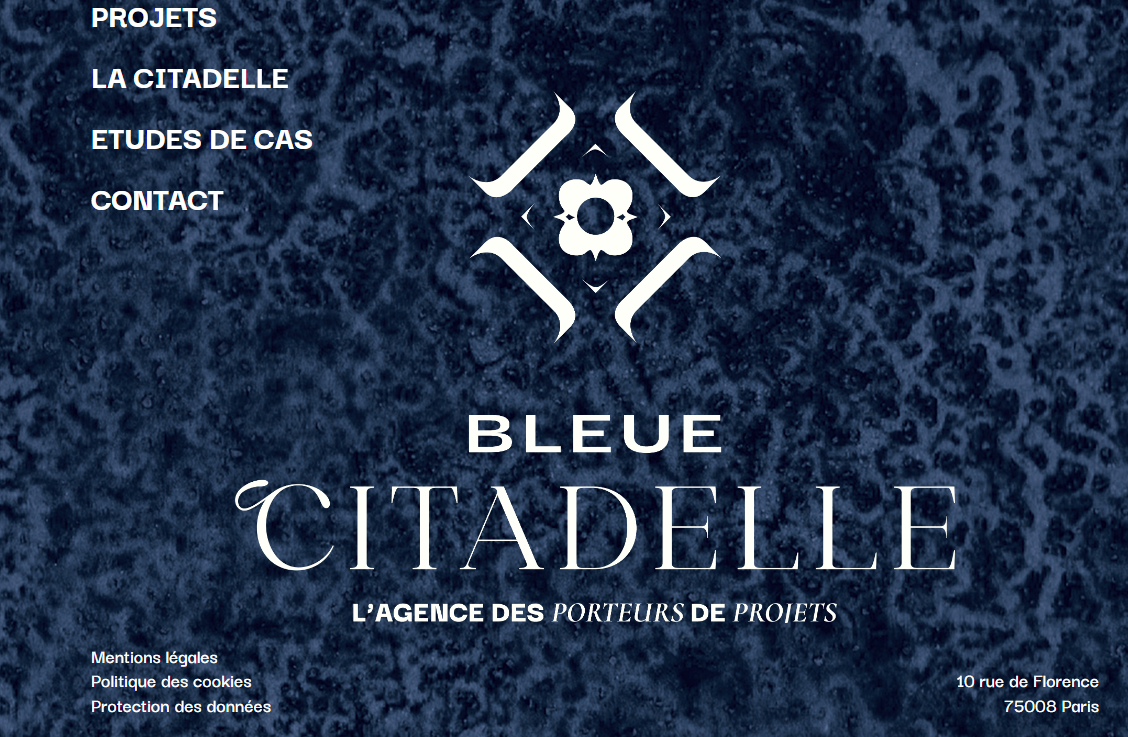 PROJETS
LA CITADELLE
ETUDES DE CAS
CONTACT
BLEUE
CITADELLE
L’AGENCE DES PORTEURS DE PROJETS
Mentions légales
Politique des cookies
Protection des données
10 rue de Florence
75008 Paris